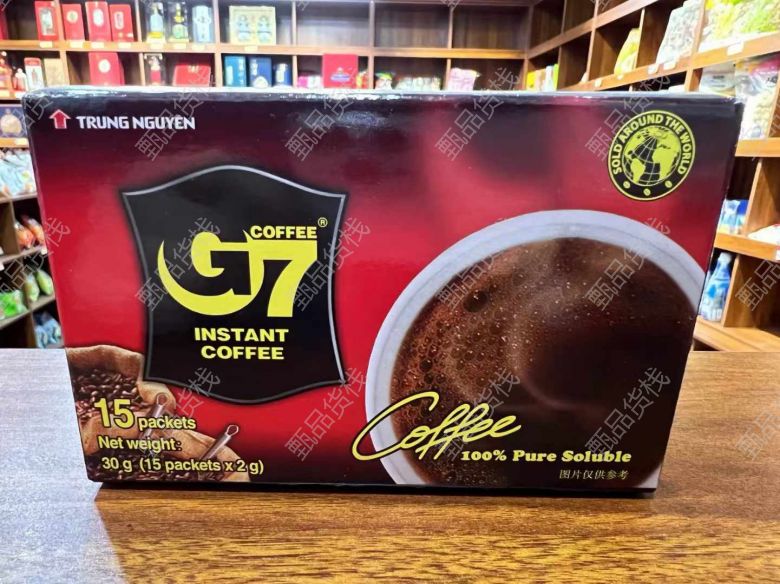 TRUNG NGUYEN
SOLD AROUND THE WORLD
COFFEE®
G7
INSTANT
COFFEE
15 packets
Net weight:
30 g (15 packets x 2 g)
Coffee
100% Pure Soluble
图片仅供参考
甄品货栈